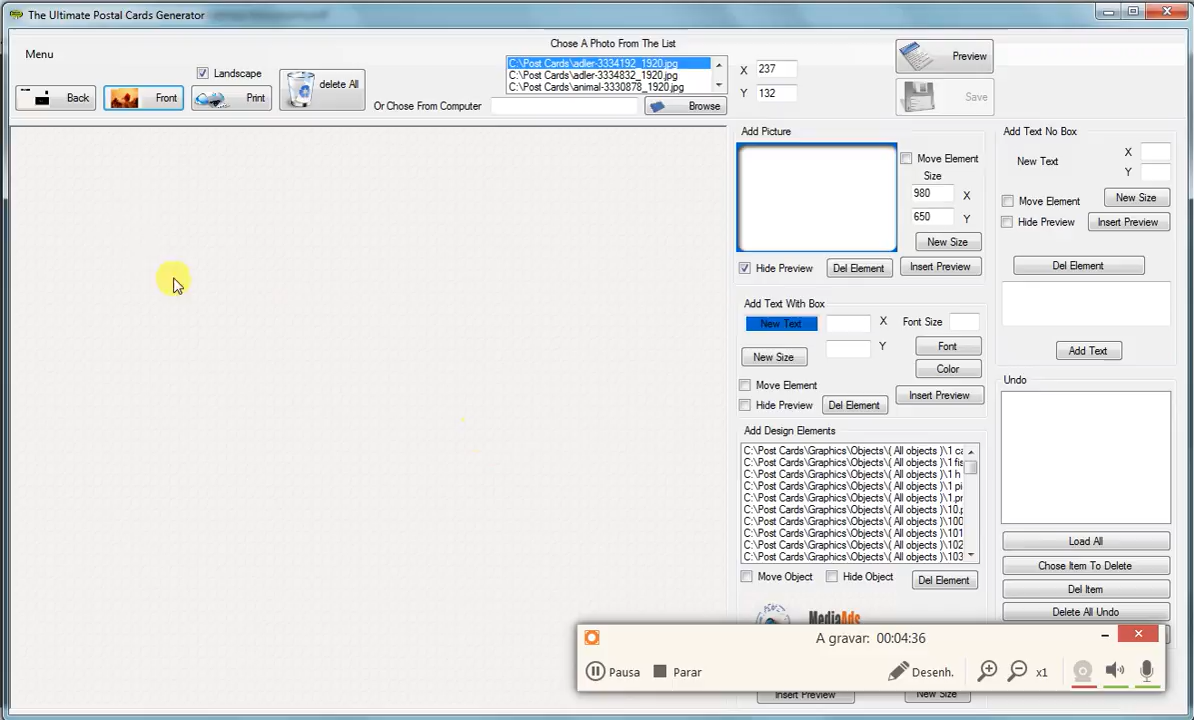 The Ultimate Postal Cards Generator
Menu
Landscape
Back
Front
Print
delete All
Chose A Photo From The List
C:\Post Cards\adler-3334192_1920.jpg
C:\Post Cards\adler-3334832_1920.jpg
C:\Post Cards\animal-3330878_1920.jpg
Or Chose From Computer
Browse
X 237
Y 132
Preview
Save
Add Picture
Move Element
Size
980 X
650 Y
New Size
Hide Preview
Del Element
Insert Preview
Add Text With Box
New Text
X
Font Size
Y
Font
New Size
Color
Move Element
Insert Preview
Hide Preview
Del Element
Add Design Elements
C:\Post Cards\Graphics\Objects\( All objects )\1 ca
C:\Post Cards\Graphics\Objects\( All objects )\1 fis
C:\Post Cards\Graphics\Objects\( All objects )\1 h
C:\Post Cards\Graphics\Objects\( All objects )\1 pi
C:\Post Cards\Graphics\Objects\( All objects )\1.pr
C:\Post Cards\Graphics\Objects\( All objects )\10.p
C:\Post Cards\Graphics\Objects\( All objects )\100
C:\Post Cards\Graphics\Objects\( All objects )\101
C:\Post Cards\Graphics\Objects\( All objects )\102
C:\Post Cards\Graphics\Objects\( All objects )\103
Move Object
Hide Object
Del Element
MediaAds
Insert Preview
New Size
Add Text No Box
New Text
X
Y
Move Element
New Size
Hide Preview
Insert Preview
Del Element
Add Text
Undo
Load All
Chose Item To Delete
Del Item
Delete All Undo
A gravar: 00:04:36
Pausa
Parar
Desenh.
x1